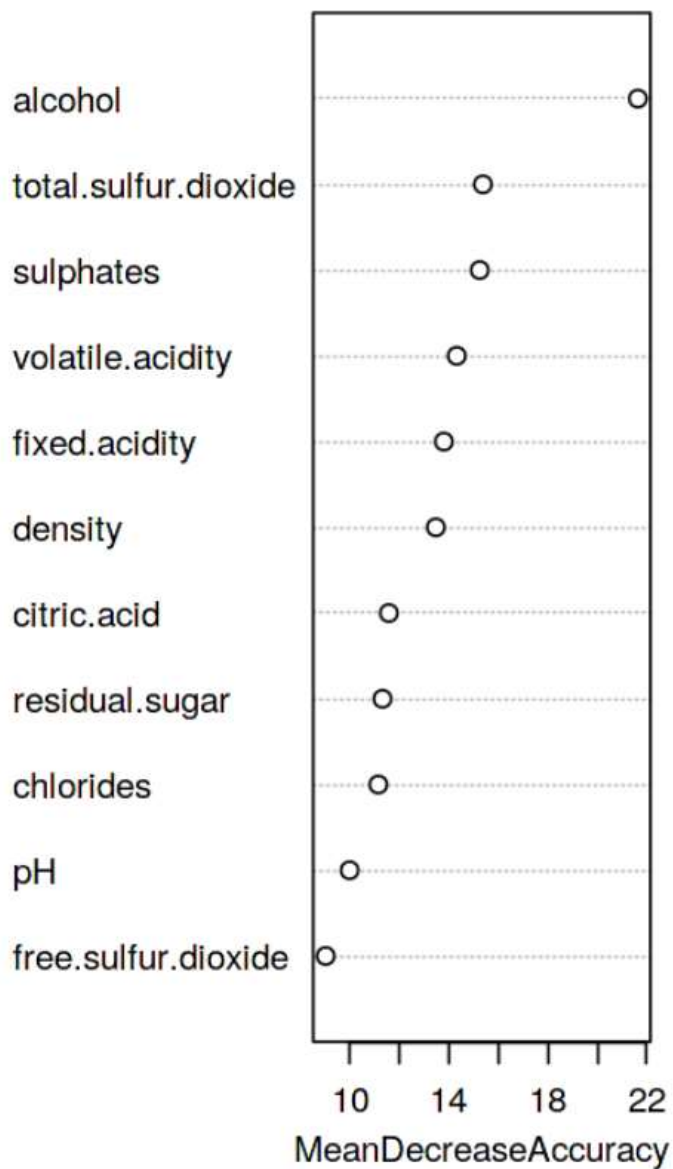 alcohol
total.sulfur.dioxide
sulphates
volatile.acidity
fixed.acidity
density
citric.acid
residual.sugar
chlorides
pH
free.sulfur.dioxide
10 14 18 22
MeanDecreaseAccuracy